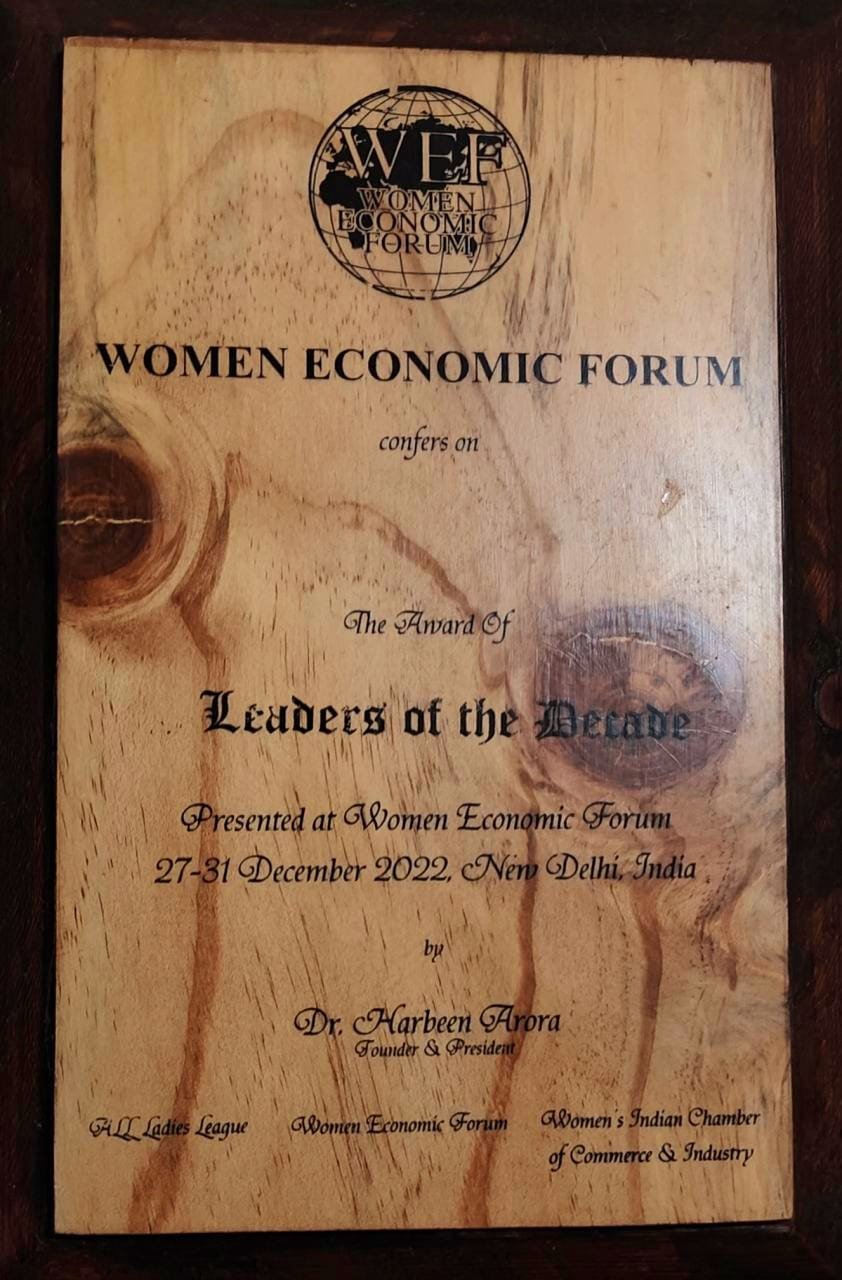 WEF
WOMEN
ECONOMIC
FORUM
WOMEN ECONOMIC FORUM
confers on
The Award Of
Leaders of the Decade
Presented at Women Economic Forum
27-31 December 2022, New Delhi, India
by
Dr. Harbeen Arora
Founder & President
ALL Ladies League Women Economic Forum Women's Indian Chamber
of Commerce & Industry